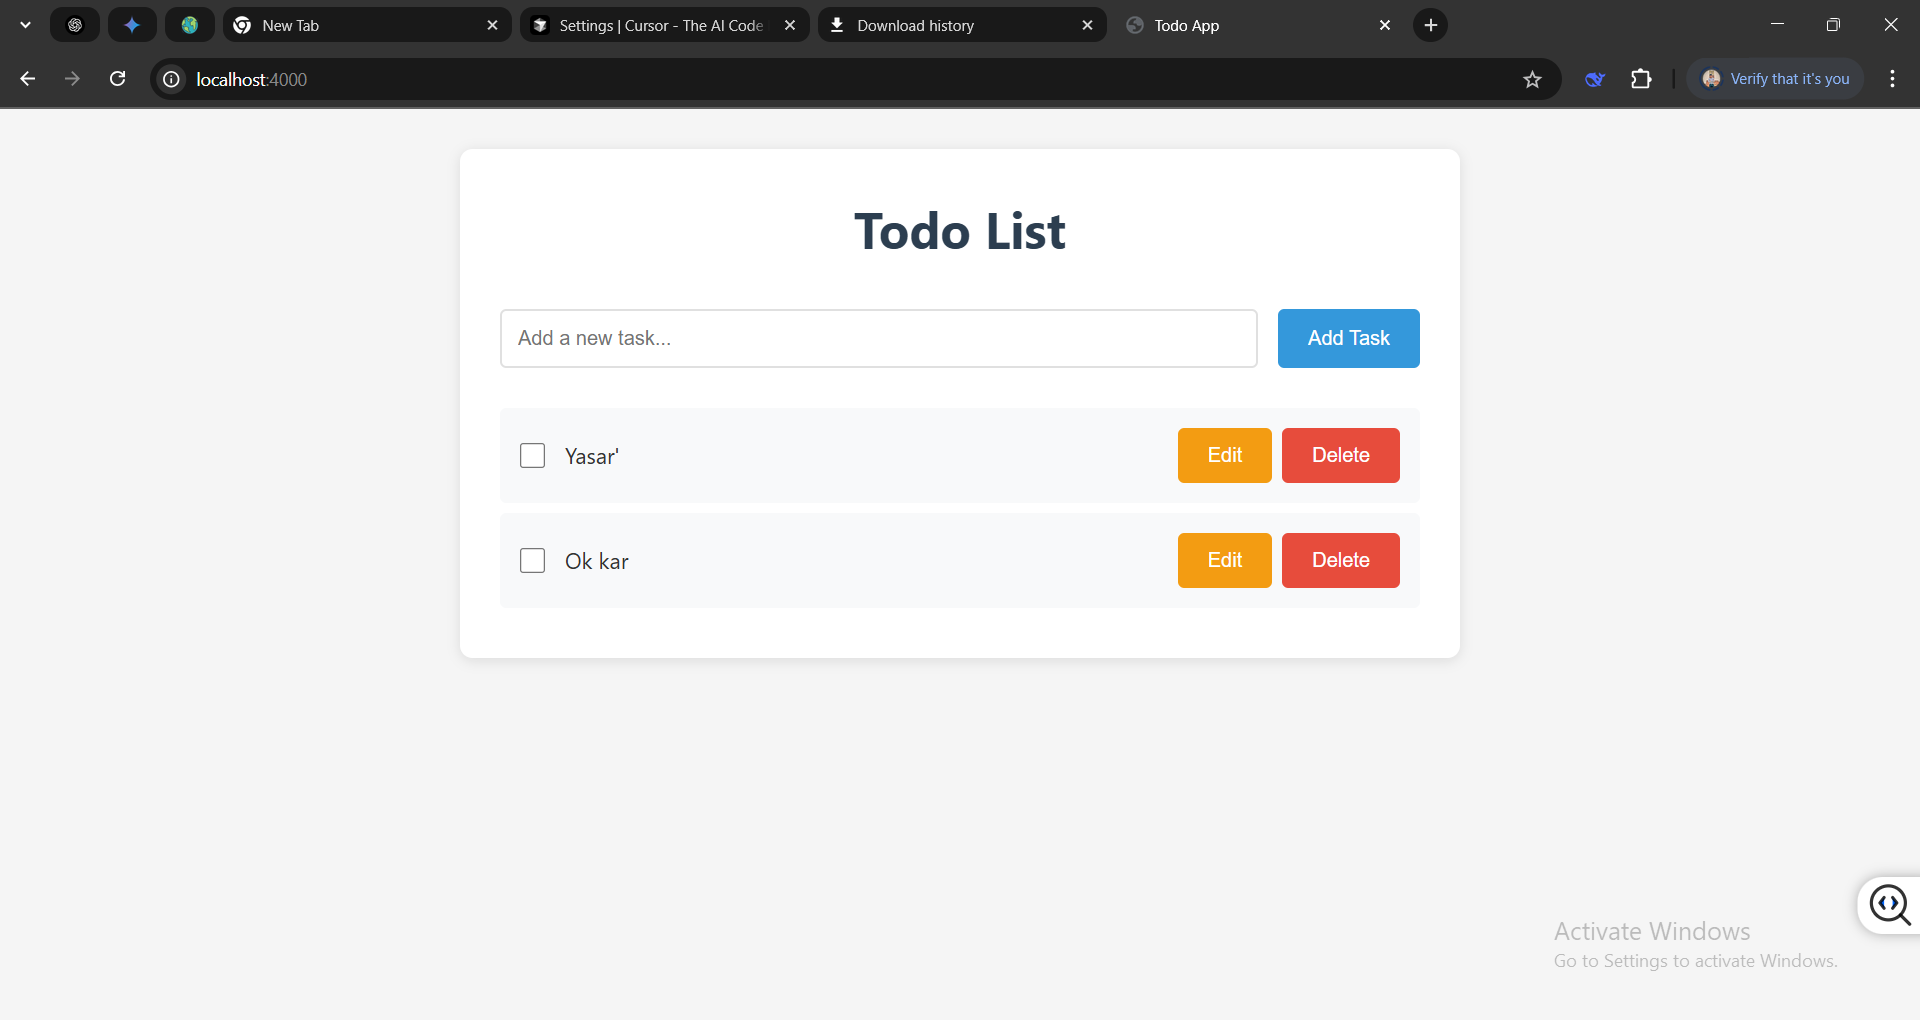 New Tab
Settings | Cursor - The AI Code
Download history
Todo App
localhost:4000
Verify that it's you
Todo List
Add a new task...
Add Task
Yasar'
Edit
Delete
Ok kar
Edit
Delete
Activate Windows
Go to Settings to activate Windows.